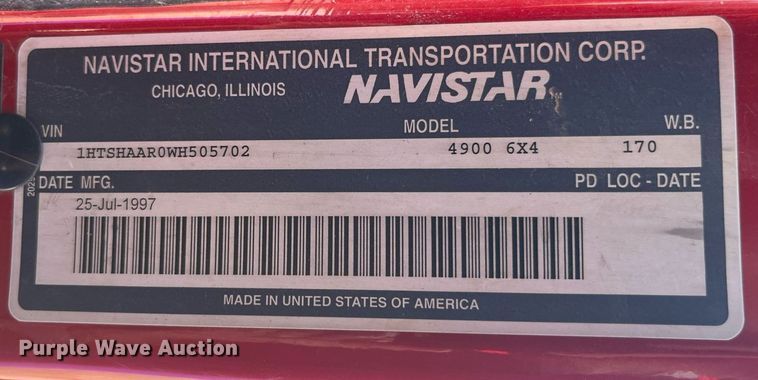 NAVISTAR INTERNATIONAL TRANSPORTATION CORP.
CHICAGO, ILLINOIS NAVISTAR
VIN MODEL W.B.
1HTSHAAR0WH505702 4900 6X4 170
DATE MFG. PD LOC - DATE
25-Jul-1997
MADE IN UNITED STATES OF AMERICA
Purple Wave Auction